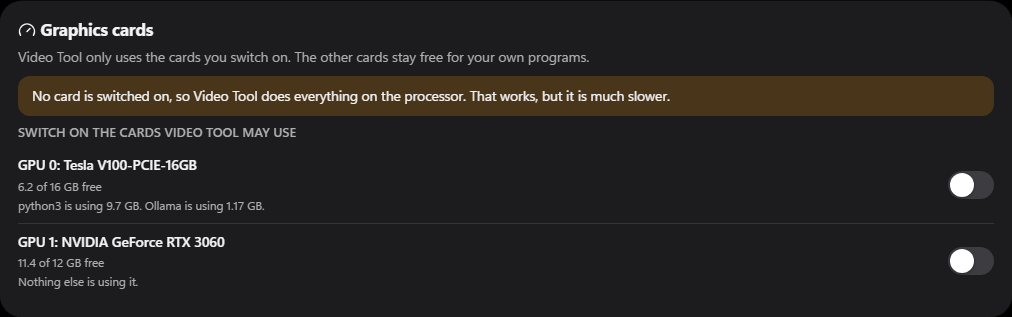 Graphics cards
Video Tool only uses the cards you switch on. The other cards stay free for your own programs.
No card is switched on, so Video Tool does everything on the processor. That works, but it is much slower.
SWITCH ON THE CARDS VIDEO TOOL MAY USE
GPU 0: Tesla V100-PCIE-16GB
6.2 of 16 GB free
python3 is using 9.7 GB. Ollama is using 1.17 GB.
GPU 1: NVIDIA GeForce RTX 3060
11.4 of 12 GB free
Nothing else is using it.